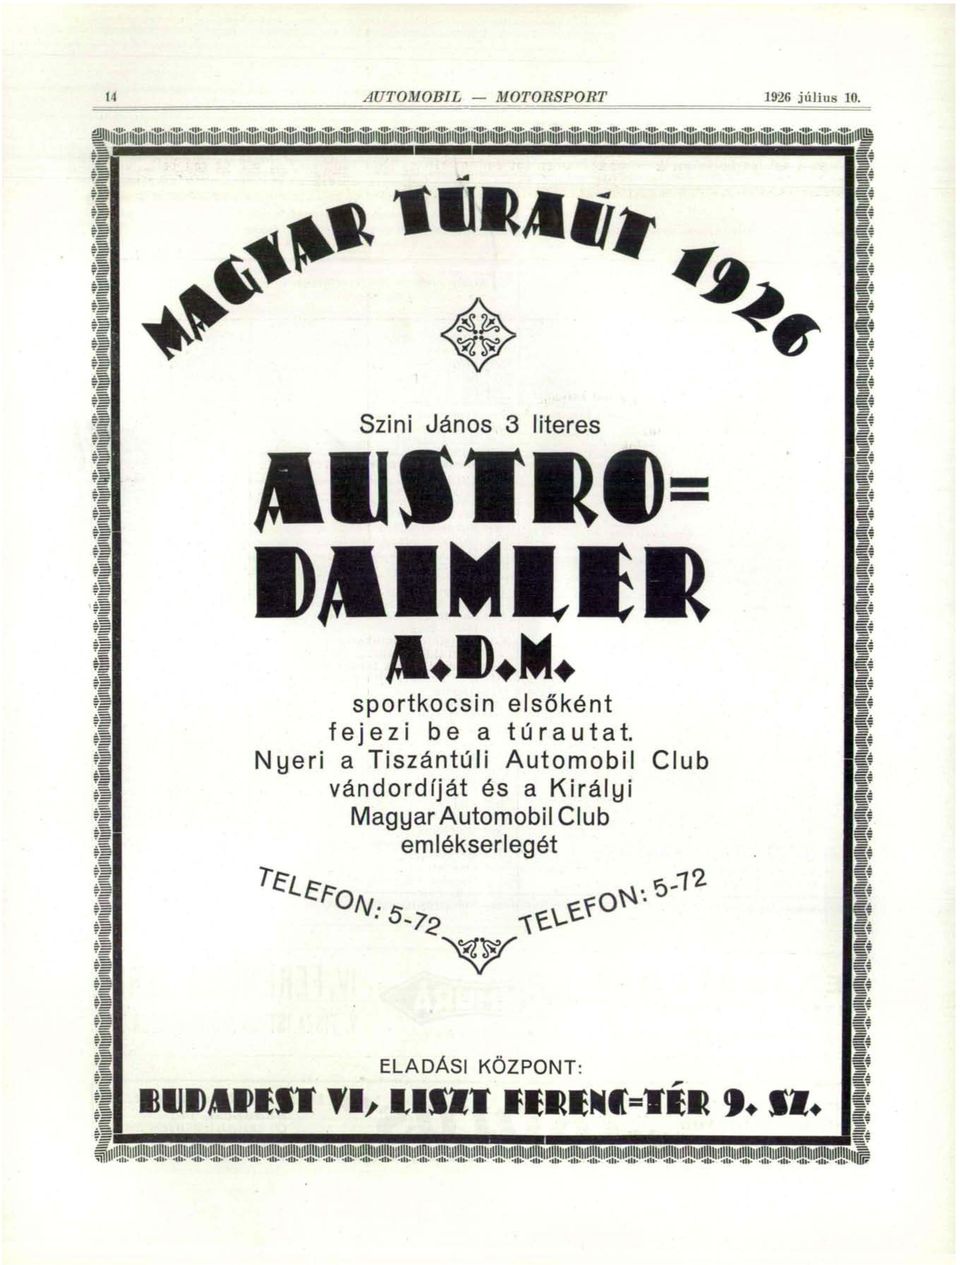 14 AUTOMOBIL — MOTORSPORT 1926 július 10.
MAGYAR TÚRAÚT 1926
Szini János 3 literes
AUSTRO=
DAIMLER
A.D.M.
sportkocsin elsőként
fejezi be a túrautat.
Nyeri a Tiszántúli Automobil Club
vándordíját és a Királyi
Magyar Automobil Club
emlékserlegét
TELEFON: 5-72 TELEFON: 5-72
ELADÁSI KÖZPONT:
BUDAPEST VI, LISZT FERENC=TÉR 9. SZ.